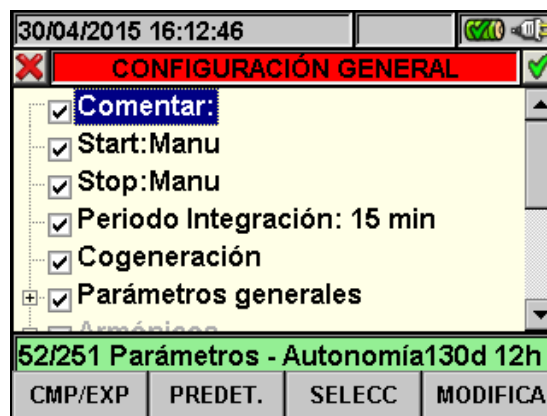 30/04/2015 16:12:46
CONFIGURACIÓN GENERAL
Comentar:
Start:Manu
Stop:Manu
Periodo Integración: 15 min
Cogeneración
Parámetros generales
Armónicos
52/251 Parámetros - Autonomía130d 12h
CMP/EXP PREDET. SELECC MODIFICA